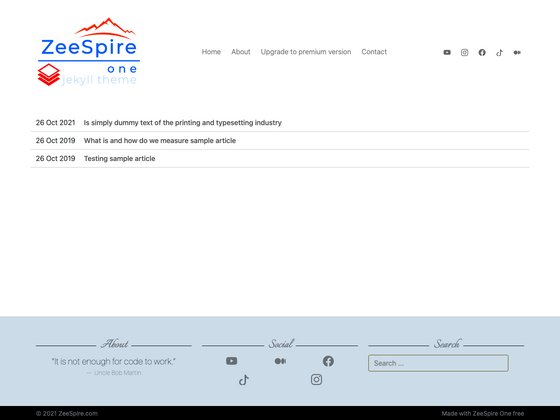 ZeeSpire
one
jekyll theme
Home About Upgrade to premium version Contact
26 Oct 2021 Is simply dummy text of the printing and typesetting industry
26 Oct 2019 What is and how do we measure sample article
26 Oct 2019 Testing sample article
About Social Search
“It is not enough for code to work.”
— Uncle Bob Martin
Search ...
© 2021 ZeeSpire.com Made with ZeeSpire One free